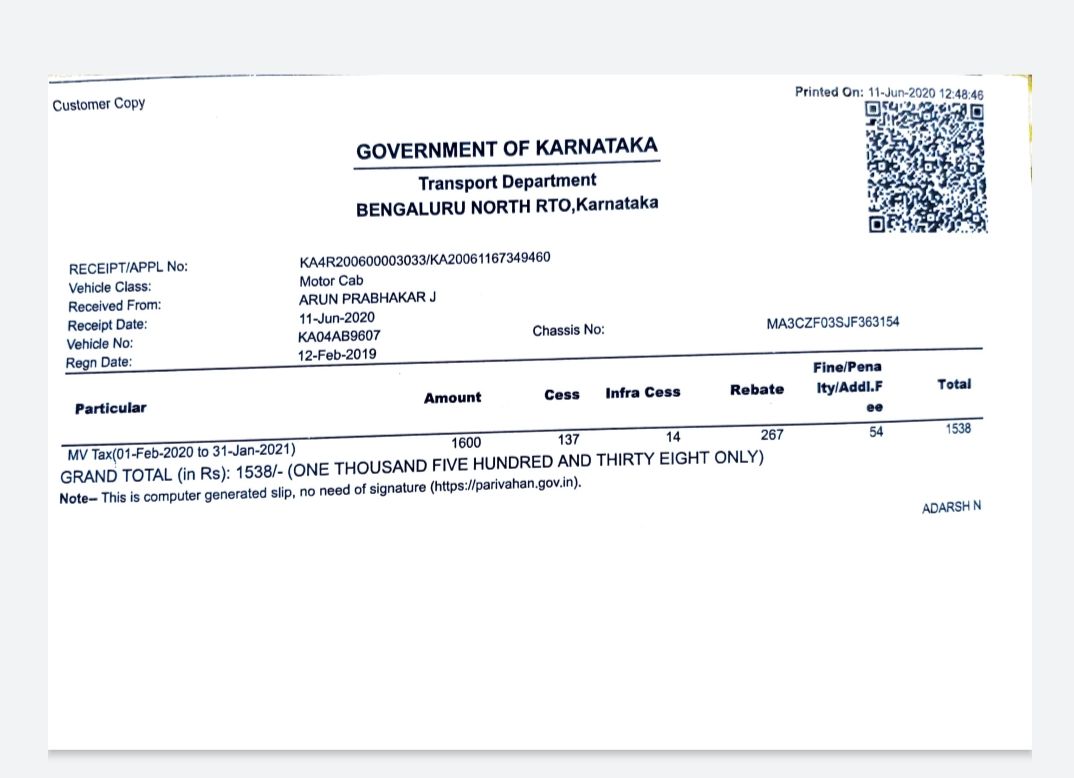 Customer Copy
Printed On: 11-Jun-2020 12:48:46
GOVERNMENT OF KARNATAKA
Transport Department
BENGALURU NORTH RTO,Karnataka
RECEIPT/APPL No: KA4R200600003033/KA20061167349460
Vehicle Class: Motor Cab
Received From: ARUN PRABHAKAR J
Receipt Date: 11-Jun-2020
Vehicle No: KA04AB9607 Chassis No: MA3CZF03SJF363154
Regn Date: 12-Feb-2019
Particular Amount Cess Infra Cess Rebate Fine/Pena
lty/Addl.F
ee Total
MV Tax(01-Feb-2020 to 31-Jan-2021) 1600 137 14 267 54 1538
GRAND TOTAL (in Rs): 1538/- (ONE THOUSAND FIVE HUNDRED AND THIRTY EIGHT ONLY)
Note– This is computer generated slip, no need of signature (https://parivahan.gov.in).
ADARSH N